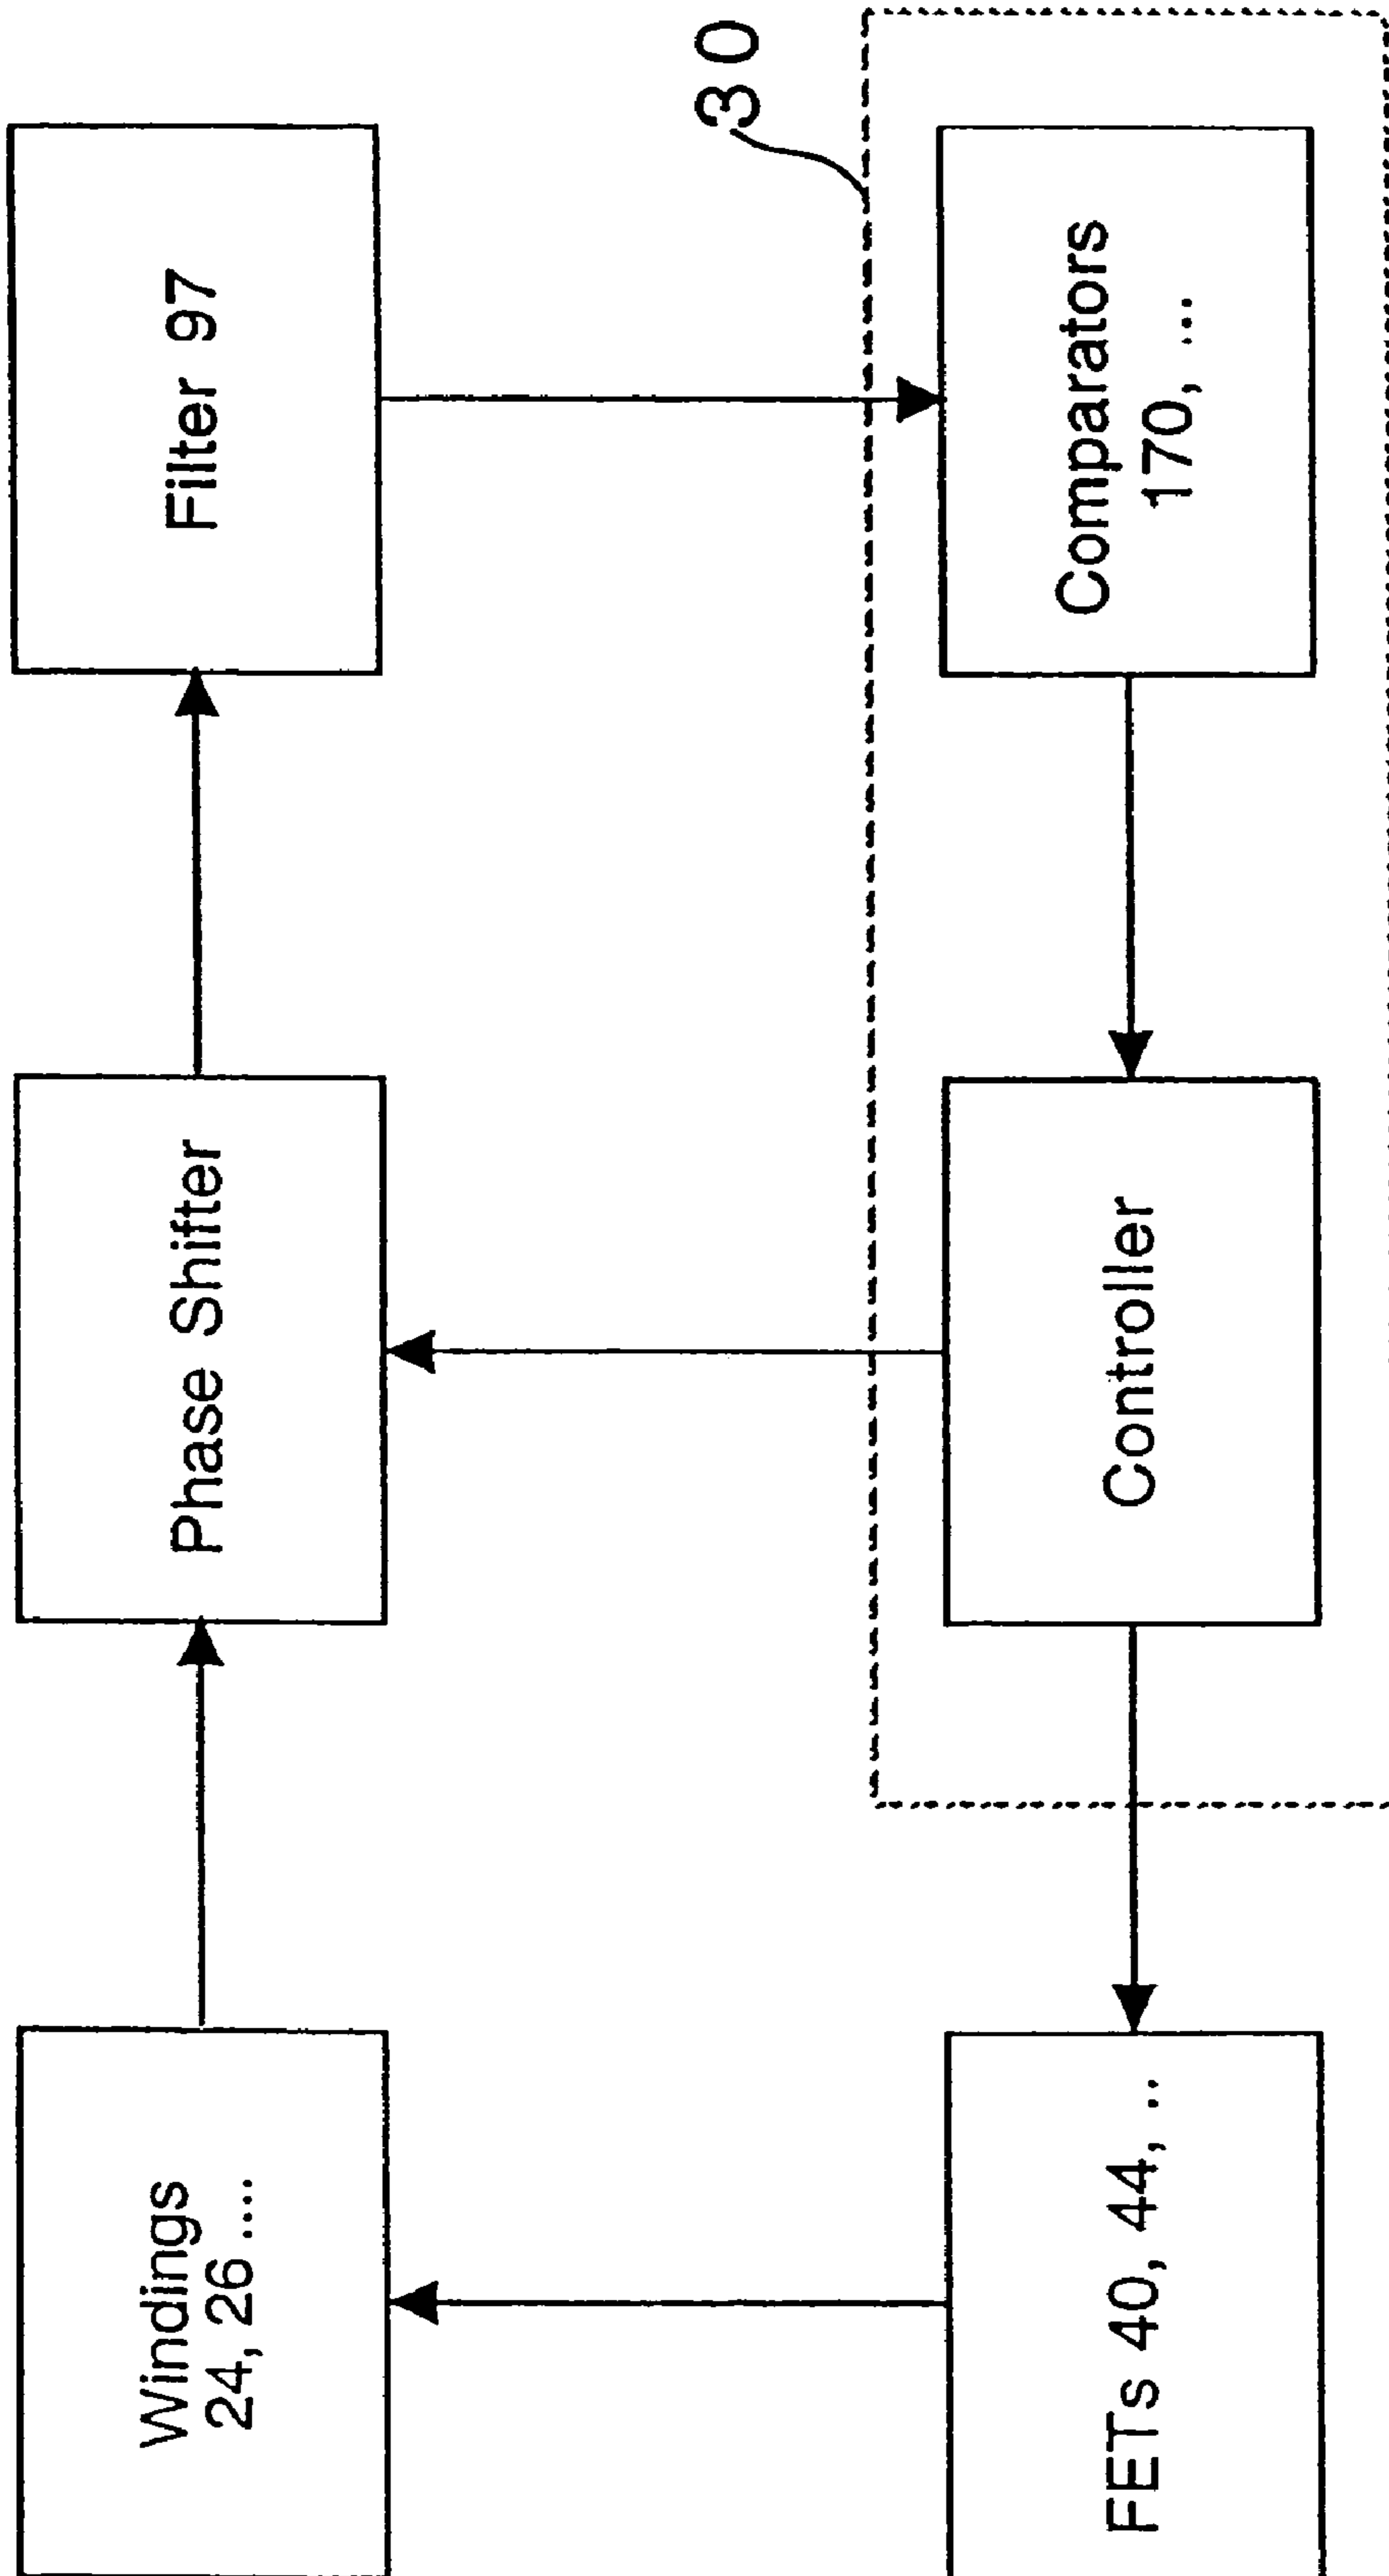 Windings
24, 26 ....
Phase Shifter
Filter 97
30
FETs 40, 44, ..
Controller
Comparators
170, ...